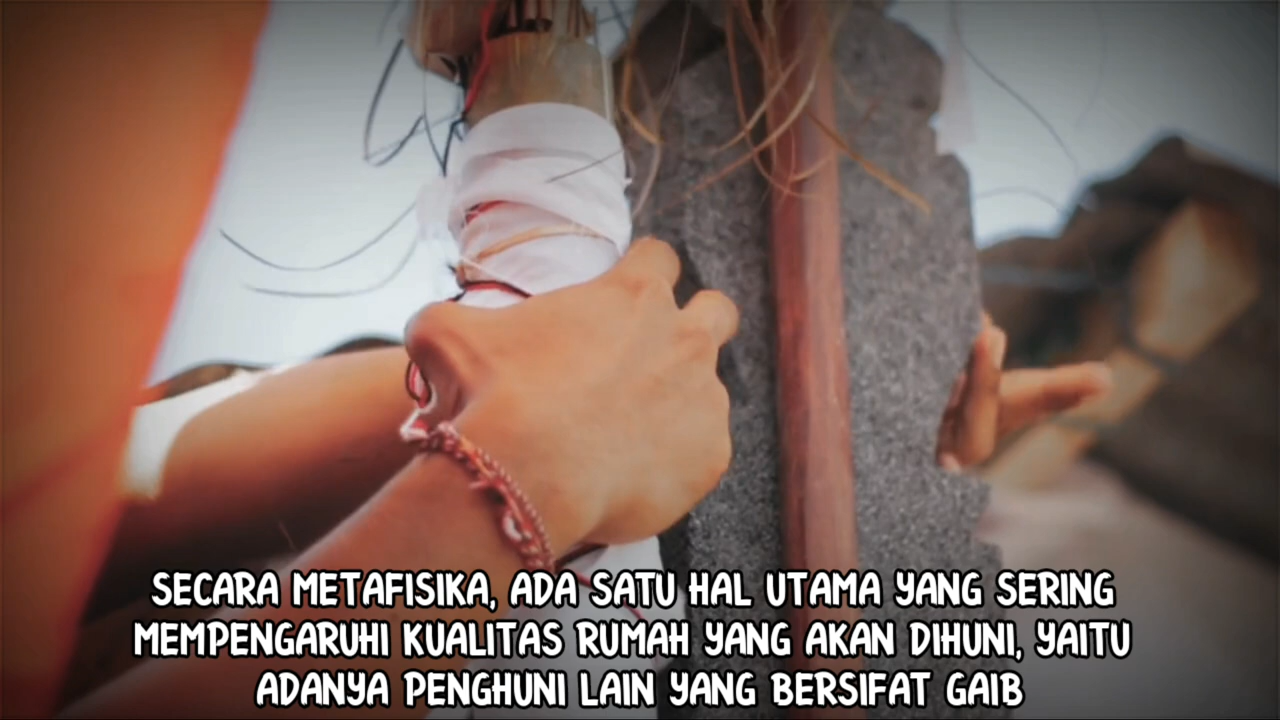 SECARA METAFISIKA, ADA SATU HAL UTAMA YANG SERING
MEMPENGARUHI KUALITAS RUMAH YANG AKAN DIHUNI, YAITU
ADANYA PENGHUNI LAIN YANG BERSIFAT GAIB